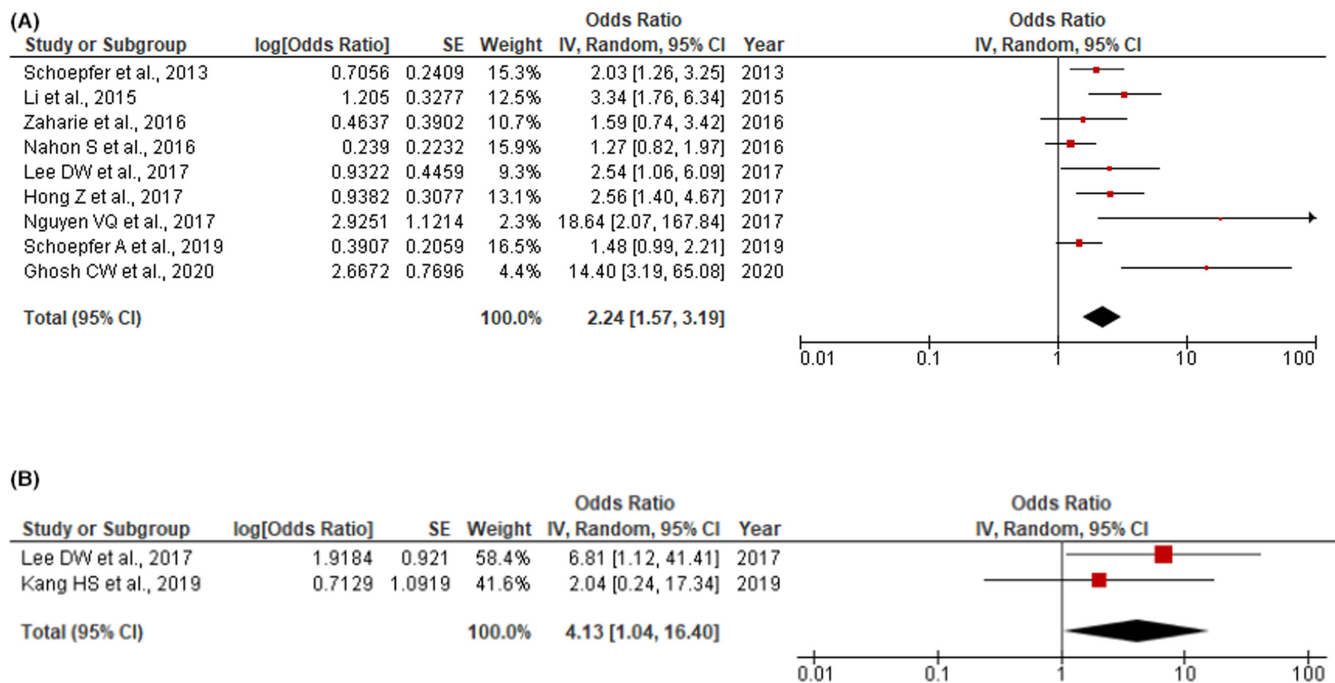 (A)
Odds Ratio Odds Ratio
Study or Subgroup log[Odds Ratio] SE Weight IV, Random, 95% CI Year IV, Random, 95% CI
Schoepfer et al., 2013 0.7056 0.2409 15.3% 2.03 [1.26, 3.25] 2013
Li et al., 2015 1.205 0.3277 12.5% 3.34 [1.76, 6.34] 2015
Zaharie et al., 2016 0.4637 0.3902 10.7% 1.59 [0.74, 3.42] 2016
Nahon S et al., 2016 0.239 0.2232 15.9% 1.27 [0.82, 1.97] 2016
Lee DW et al., 2017 0.9322 0.4459 9.3% 2.54 [1.06, 6.09] 2017
Hong Z et al., 2017 0.9382 0.3077 13.1% 2.56 [1.40, 4.67] 2017
Nguyen VQ et al., 2017 2.9251 1.1214 2.3% 18.64 [2.07, 167.84] 2017
Schoepfer A et al., 2019 0.3907 0.2059 16.5% 1.48 [0.99, 2.21] 2019
Ghosh CW et al., 2020 2.6672 0.7696 4.4% 14.40 [3.19, 65.08] 2020
Total (95% CI) 100.0% 2.24 [1.57, 3.19]
0.01 0.1 1 10 100
(B)
Odds Ratio Odds Ratio
Study or Subgroup log[Odds Ratio] SE Weight IV, Random, 95% CI Year IV, Random, 95% CI
Lee DW et al., 2017 1.9184 0.921 58.4% 6.81 [1.12, 41.41] 2017
Kang HS et al., 2019 0.7129 1.0919 41.6% 2.04 [0.24, 17.34] 2019
Total (95% CI) 100.0% 4.13 [1.04, 16.40]
0.01 0.1 1 10 100